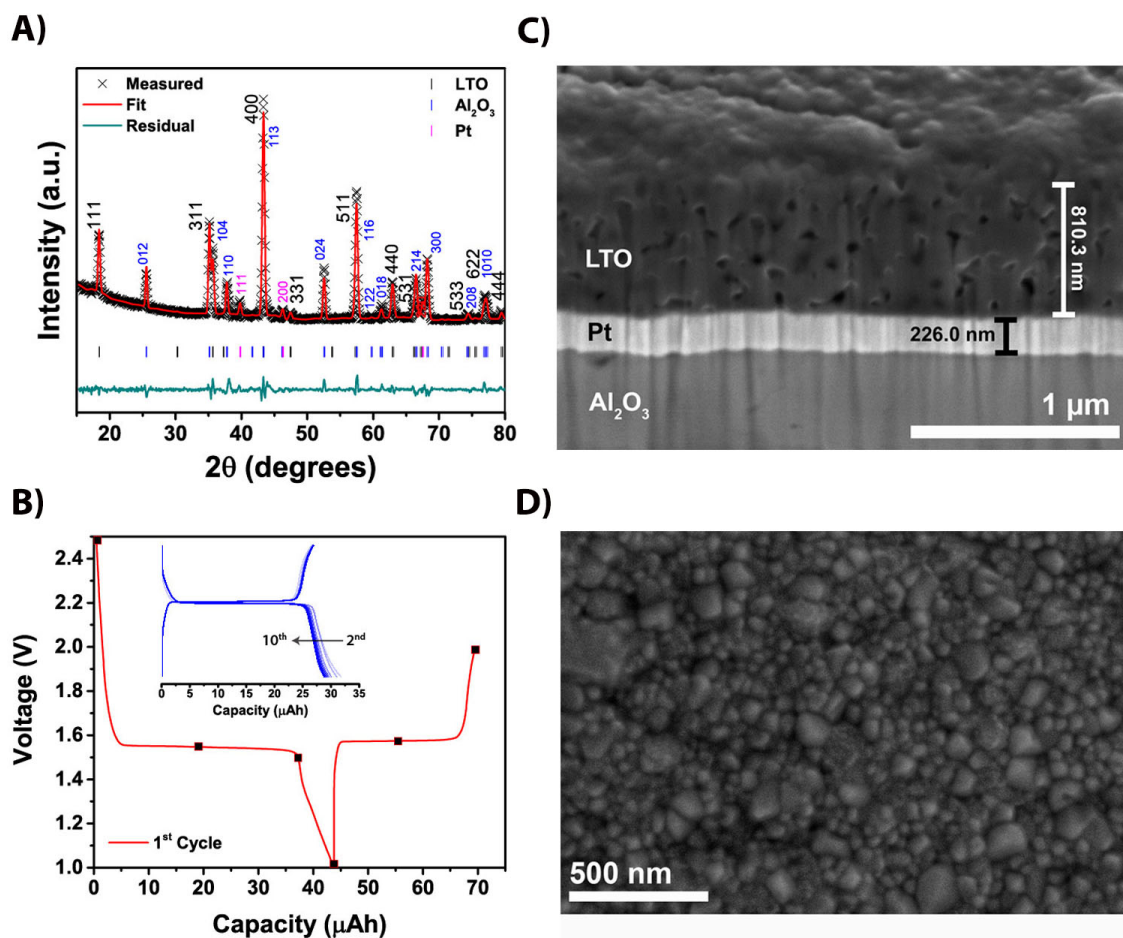 A)
Measured
Fit
Residual
LTO
Al₂O₃
Pt
Intensity (a.u.)
111
012
311
104
110
111
400
113
200
331
024
511
116
122
018
440
531
214
300
533
208
622
1010
444
20 30 40 50 60 70 80
2θ (degrees)
B)
Voltage (V)
2.4
2.2
2.0
1.8
1.6
1.4
1.2
1.0
10th
2nd
0 5 10 15 20 25 30 35
Capacity (μAh)
1st Cycle
0 10 20 30 40 50 60 70
Capacity (μAh)
C)
LTO
810.3 nm
Pt
226.0 nm
Al₂O₃
1 μm
D)
500 nm